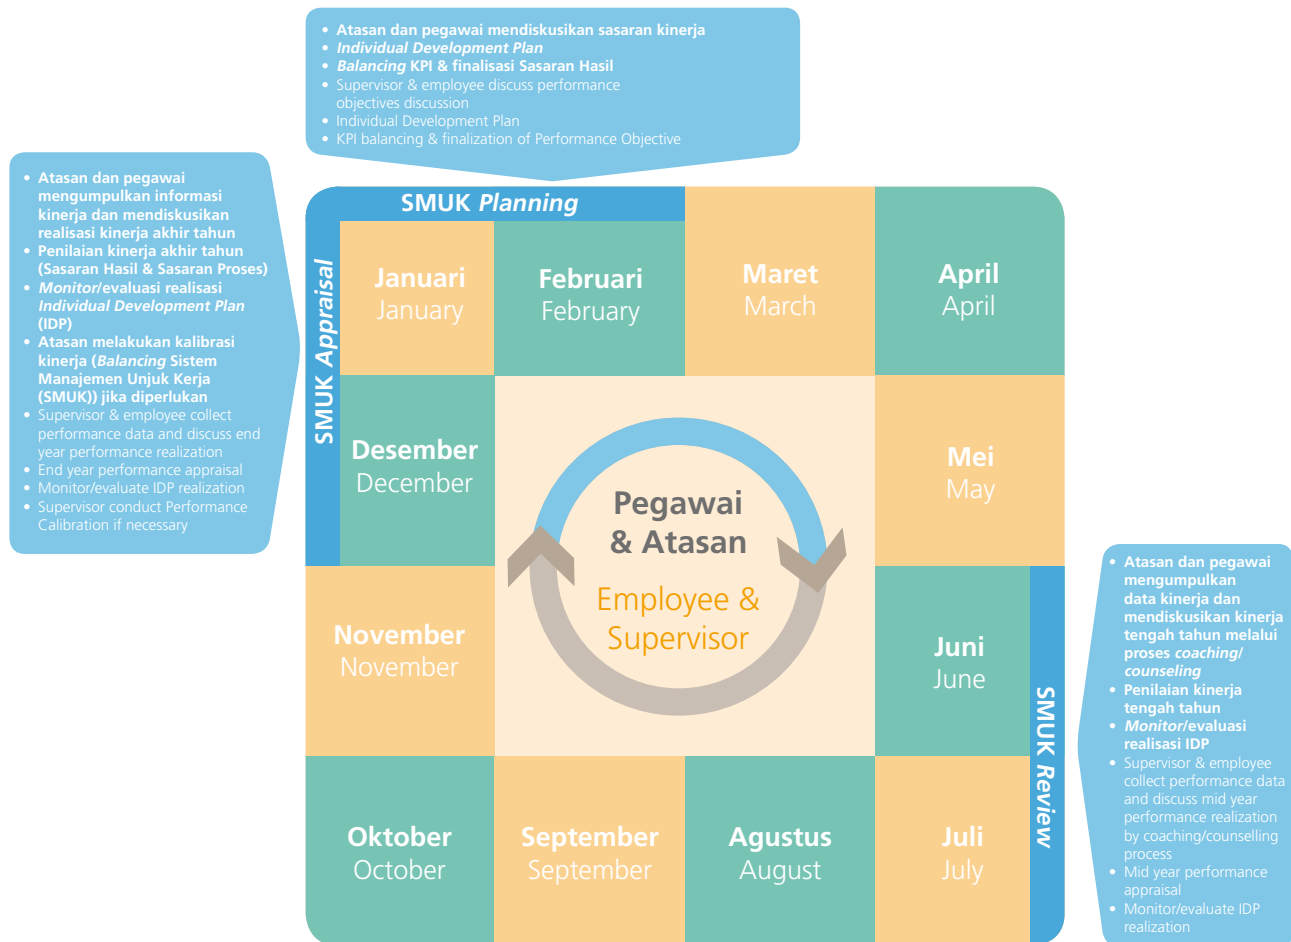 • Atasan dan pegawai mendiskusikan sasaran kinerja
• Individual Development Plan
• Balancing KPI & finalisasi Sasaran Hasil
• Supervisor & employee discuss performance
objectives discussion
• Individual Development Plan
• KPI balancing & finalization of Performance Objective
• Atasan dan pegawai
mengumpulkan informasi
kinerja dan mendiskusikan
realisasi kinerja akhir tahun
• Penilaian kinerja akhir tahun
(Sasaran Hasil & Sasaran Proses)
• Monitor/evaluasi realisasi
Individual Development Plan
(IDP)
• Atasan melakukan kalibrasi
kinerja (Balancing Sistem
Manajemen Unjuk Kerja
(SMUK)) jika diperlukan
• Supervisor & employee collect
performance data and discuss end
year performance realization
• End year performance appraisal
• Monitor/evaluate IDP realization
• Supervisor conduct Performance
Calibration if necessary
SMUK Planning
SMUK Appraisal
Januari
January
Februari
February
Maret
March
April
April
Desember
December
Mei
May
Pegawai
& Atasan
Employee &
Supervisor
November
November
Juni
June
SMUK Review
Oktober
October
September
September
Agustus
August
Juli
July
• Atasan dan pegawai
mengumpulkan
data kinerja dan
mendiskusikan kinerja
tengah tahun melalui
proses coaching/
counseling
• Penilaian kinerja
tengah tahun
• Monitor/evaluasi
realisasi IDP
• Supervisor & employee
collect performance data
and discuss mid year
performance realization
by coaching/counselling
process
• Mid year performance
appraisal
• Monitor/evaluate IDP
realization